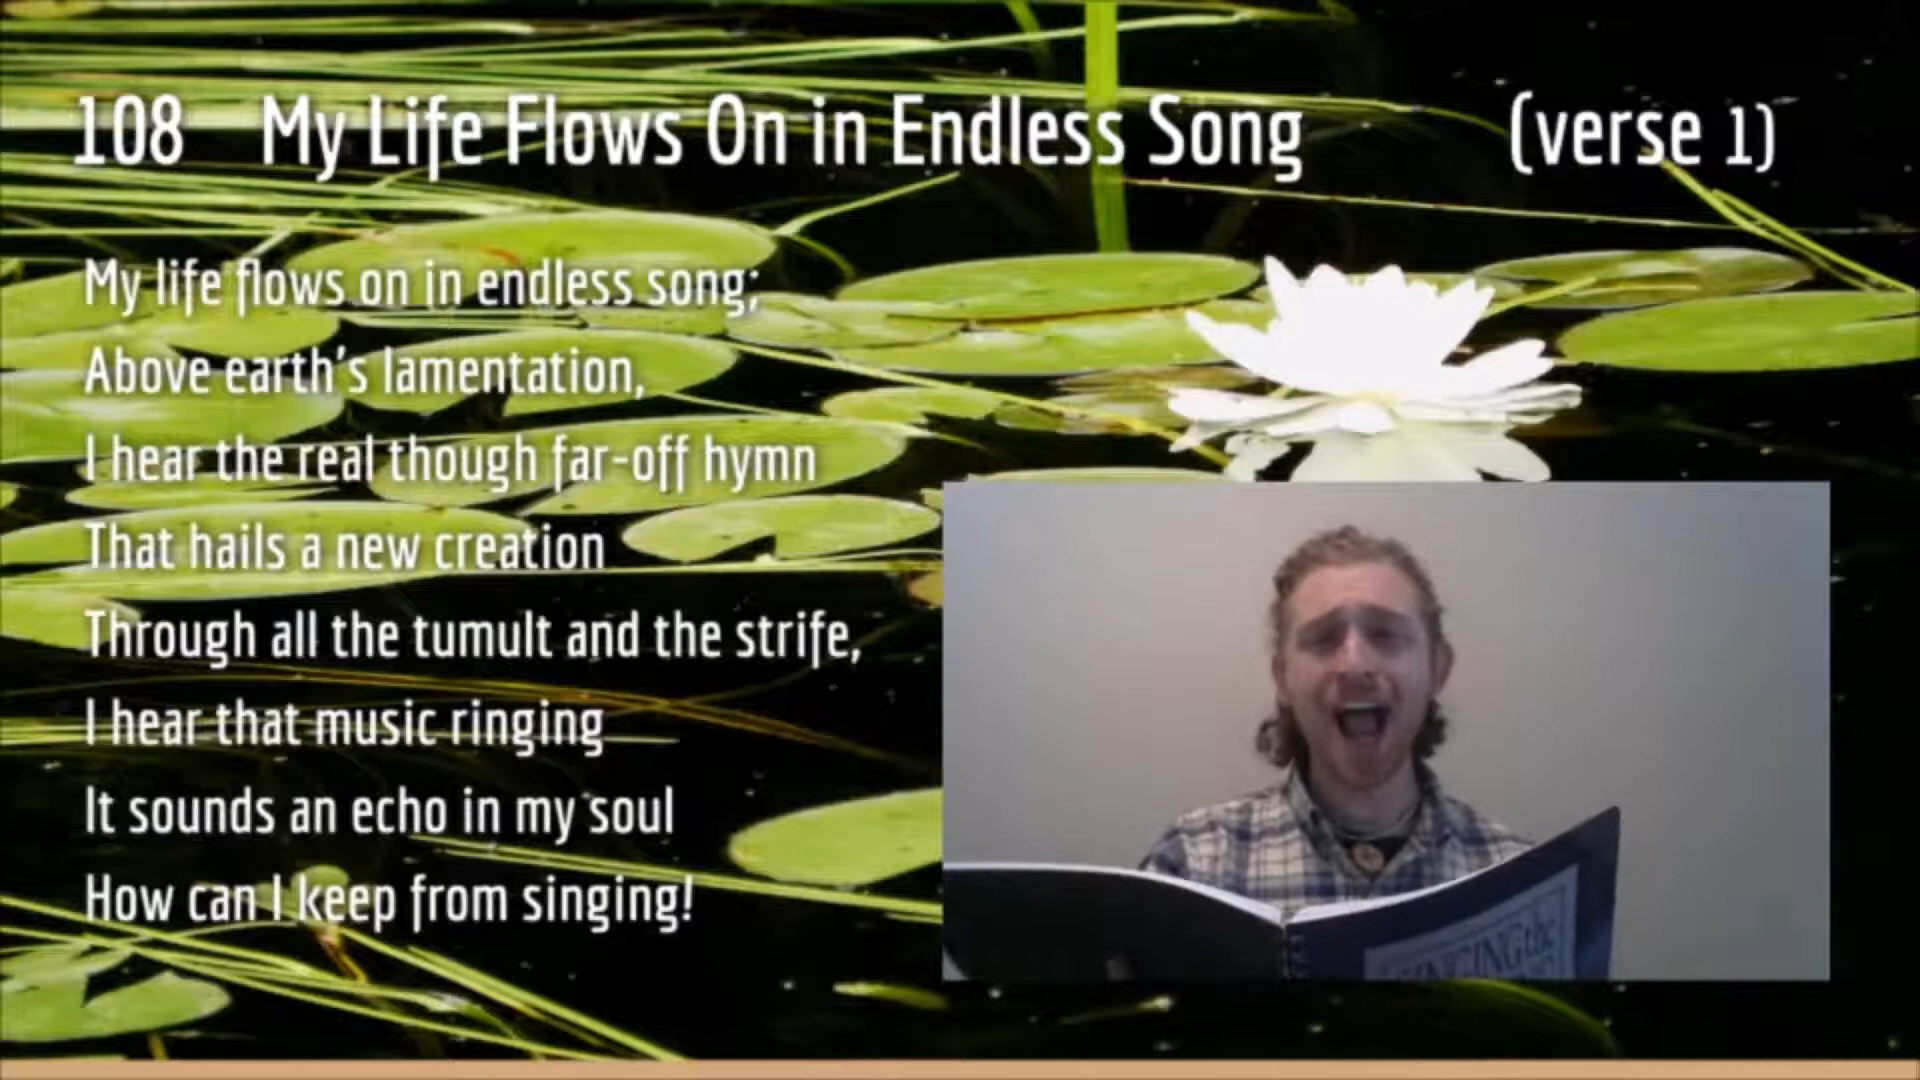 108 My Life Flows On in Endless Song (verse 1)
My life flows on in endless song;
Above earth's lamentation,
I hear the real though far-off hymn
That hails a new creation
Through all the tumult and the strife,
I hear that music ringing
It sounds an echo in my soul
How can I keep from singing!
SINGING the